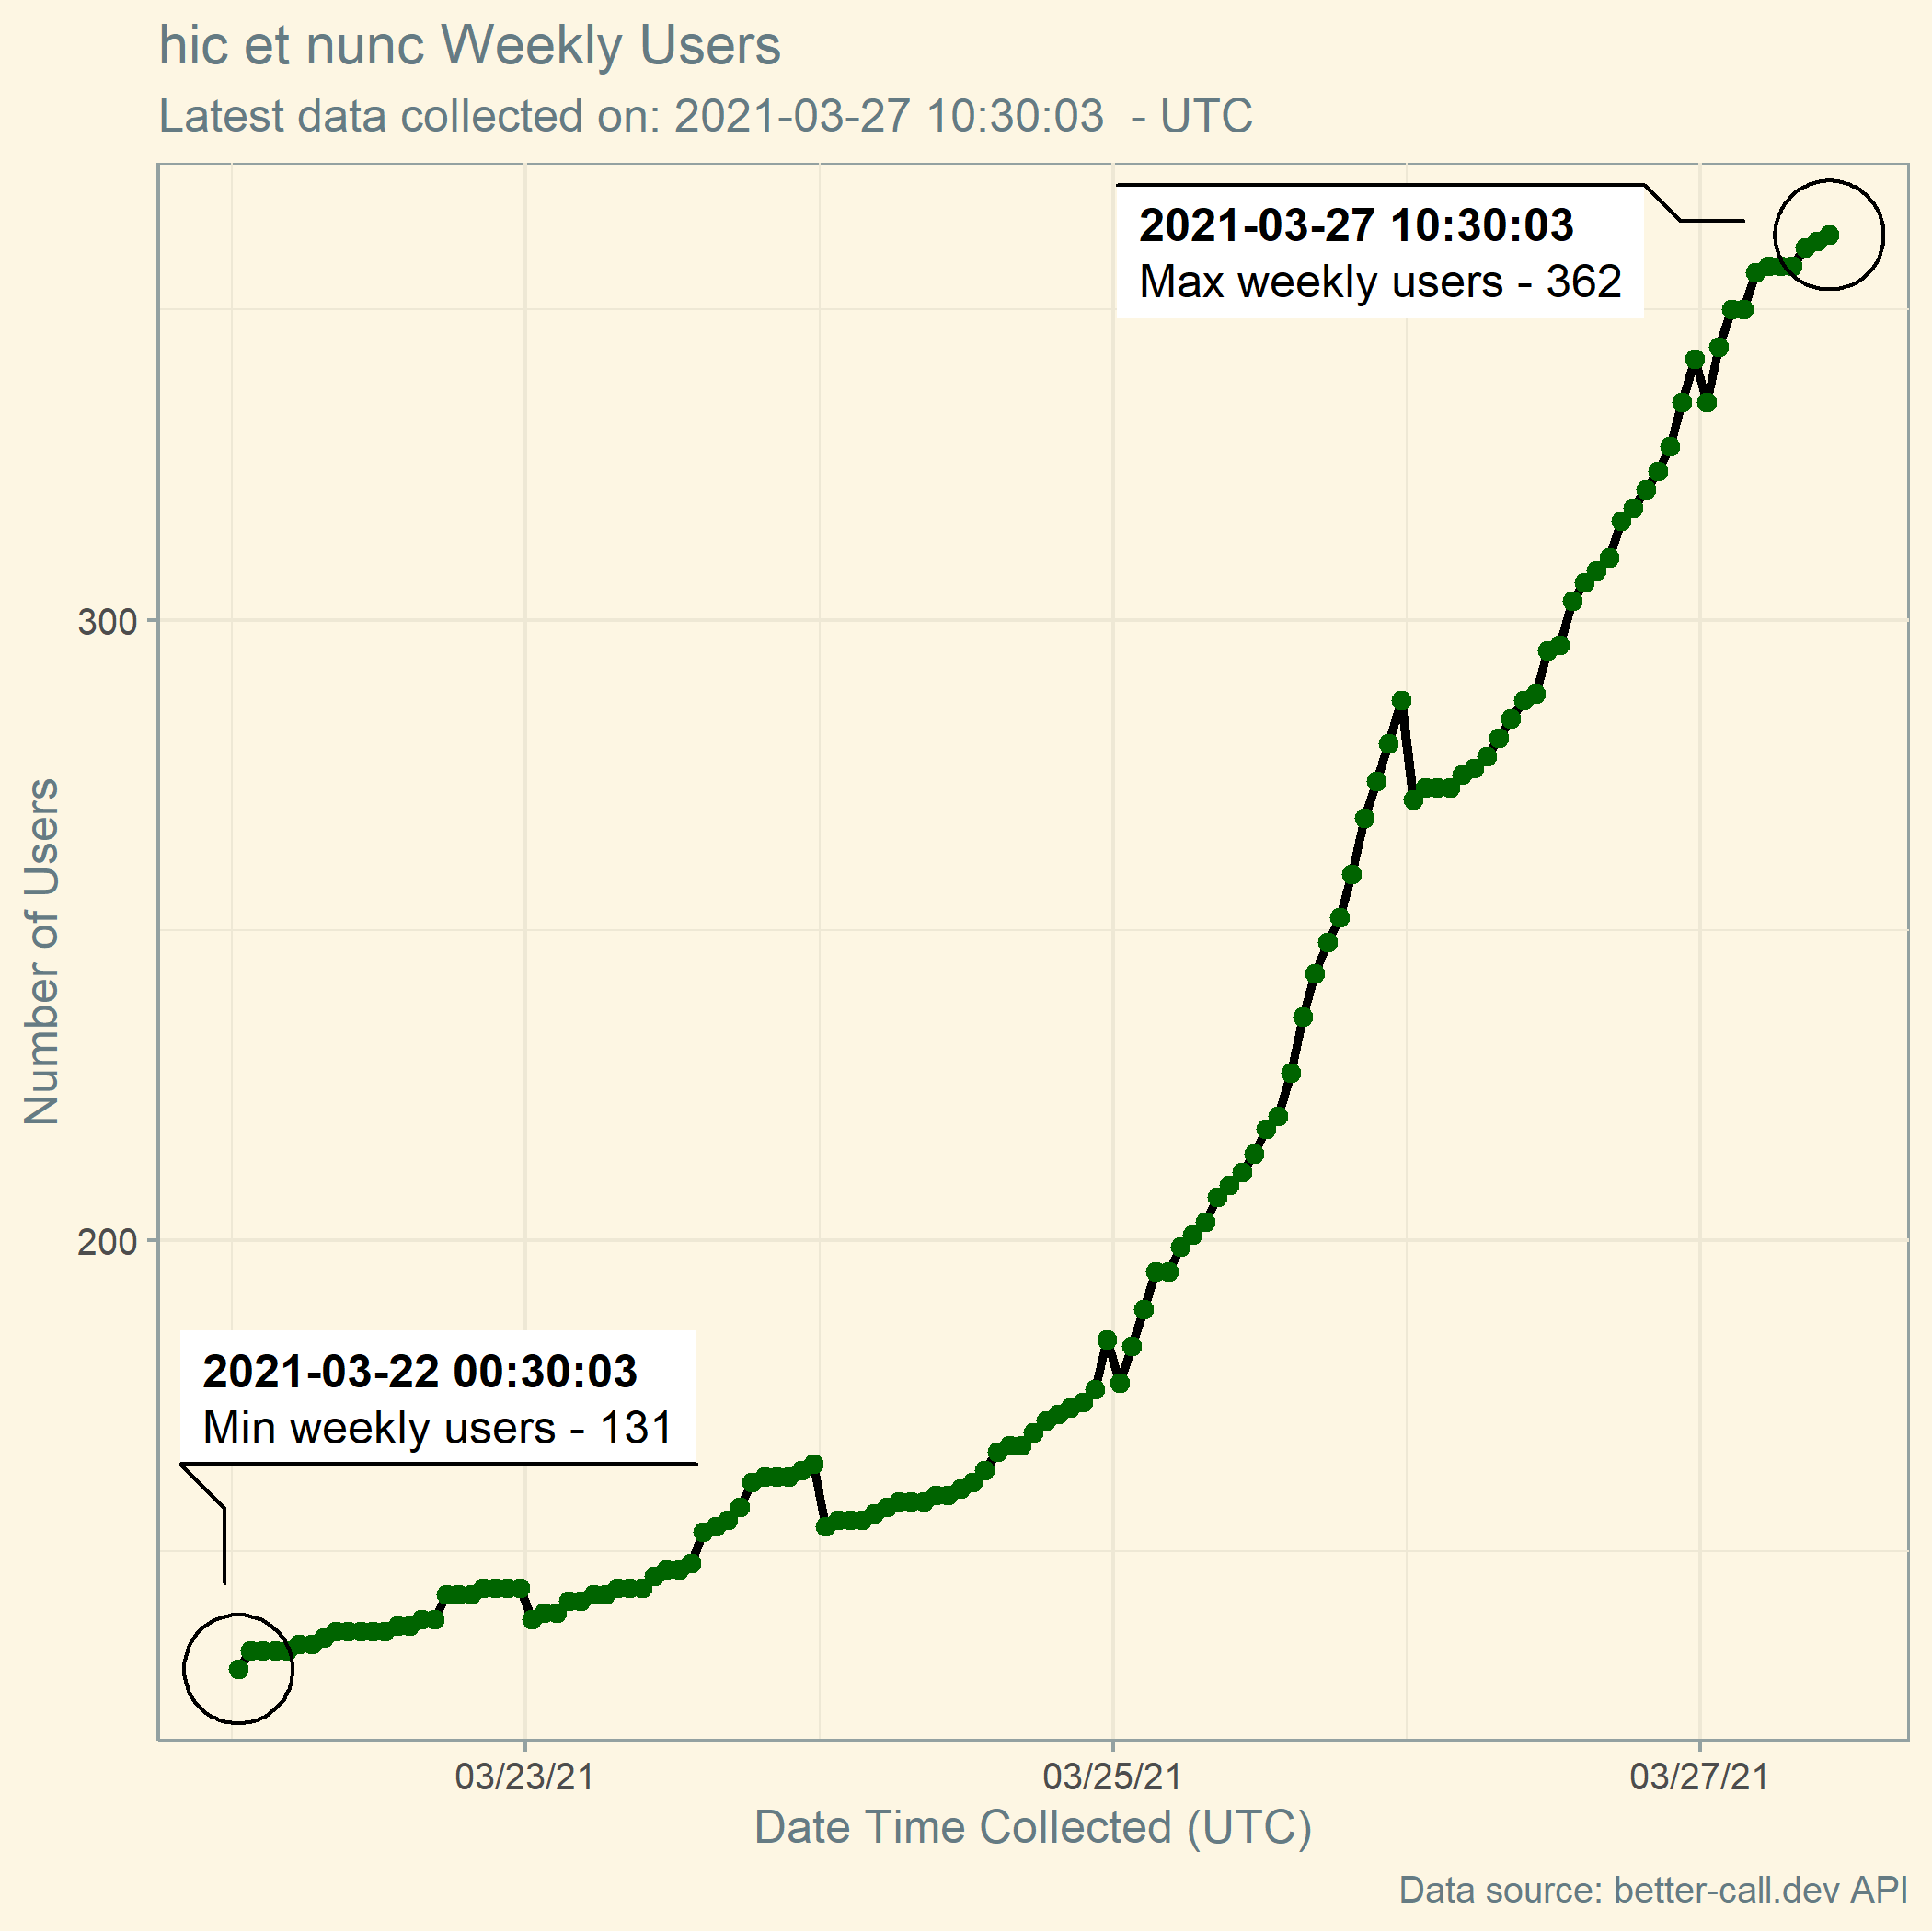 hic et nunc Weekly Users
Latest data collected on: 2021-03-27 10:30:03  - UTC
2021-03-27 10:30:03
Max weekly users - 362
300
Number of Users
200
2021-03-22 00:30:03
Min weekly users - 131
03/23/21
03/25/21
03/27/21
Date Time Collected (UTC)
Data source: better-call.dev API